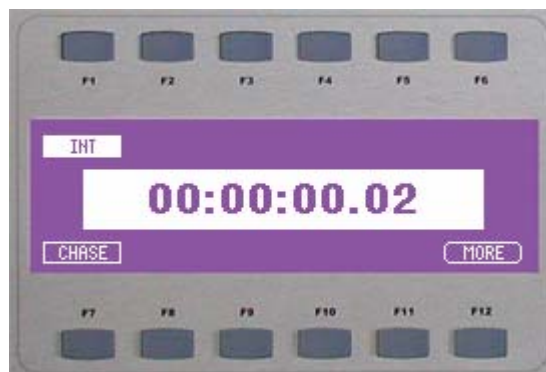 F1 F2 F3 F4 F5 F6
INT
00:00:00.02
CHASE MORE
F7 F8 F9 F10 F11 F12